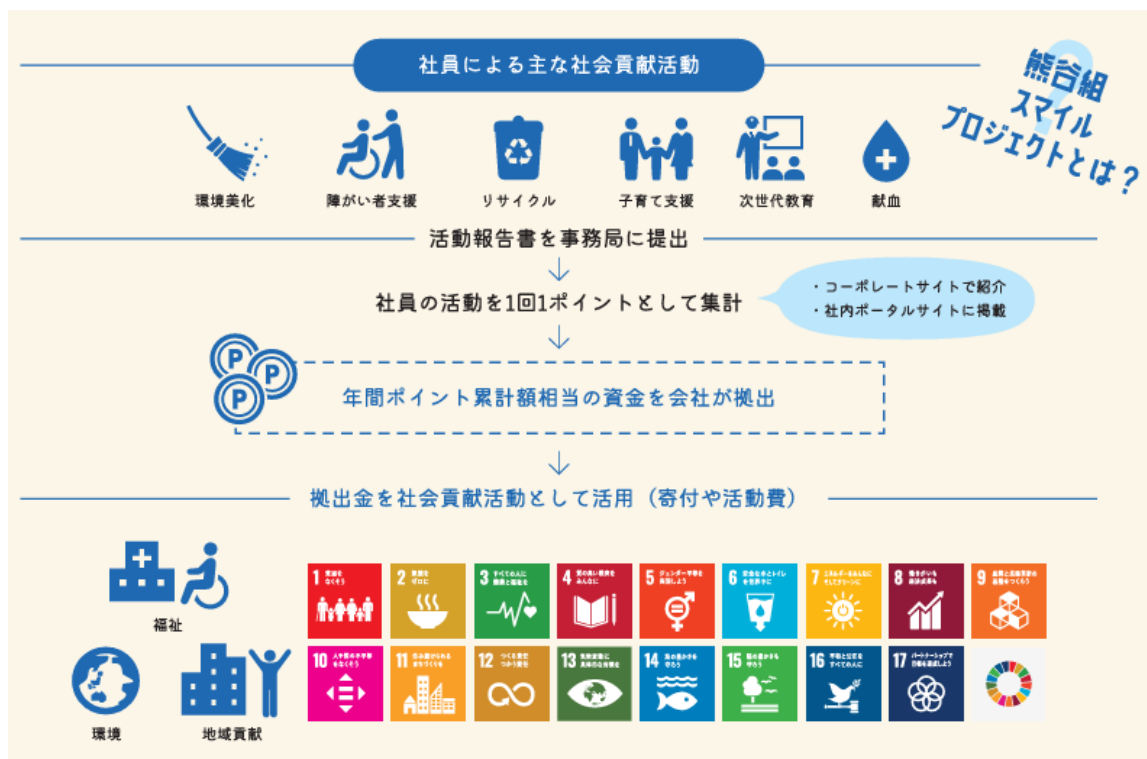 社員による主な社会貢献活動
熊谷組
スマイル
プロジェクトとは?
環境美化
障がい者支援
リサイクル
子育て支援
次世代教育
献血
活動報告書を事務局に提出
社員の活動を1回1ポイントとして集計
・コーポレートサイトで紹介
・社内ポータルサイトに掲載
P
P
P
年間ポイント累計額相当の資金を会社が拠出
拠出金を社会貢献活動として活用（寄付や活動費）
福祉
環境
地域貢献
1 貧困を
なくそう
2 飢餓を
ゼロに
3 すべての人に
健康と福祉を
4 質の高い教育を
みんなに
5 ジェンダー平等を
実現しよう
6 安全な水とトイレ
を世界中に
7 エネルギーをみんなに
そしてクリーンに
8 働きがいも
経済成長も
9 産業と技術革新の
基盤をつくろう
10 人や国の不平等
をなくそう
11 住み続けられる
まちづくりを
12 つくる責任
つかう責任
13 気候変動に
具体的な対策を
14 海の豊かさを
守ろう
15 陸の豊かさも
守ろう
16 平和と公正を
すべての人に
17 パートナーシップで
目標を達成しよう